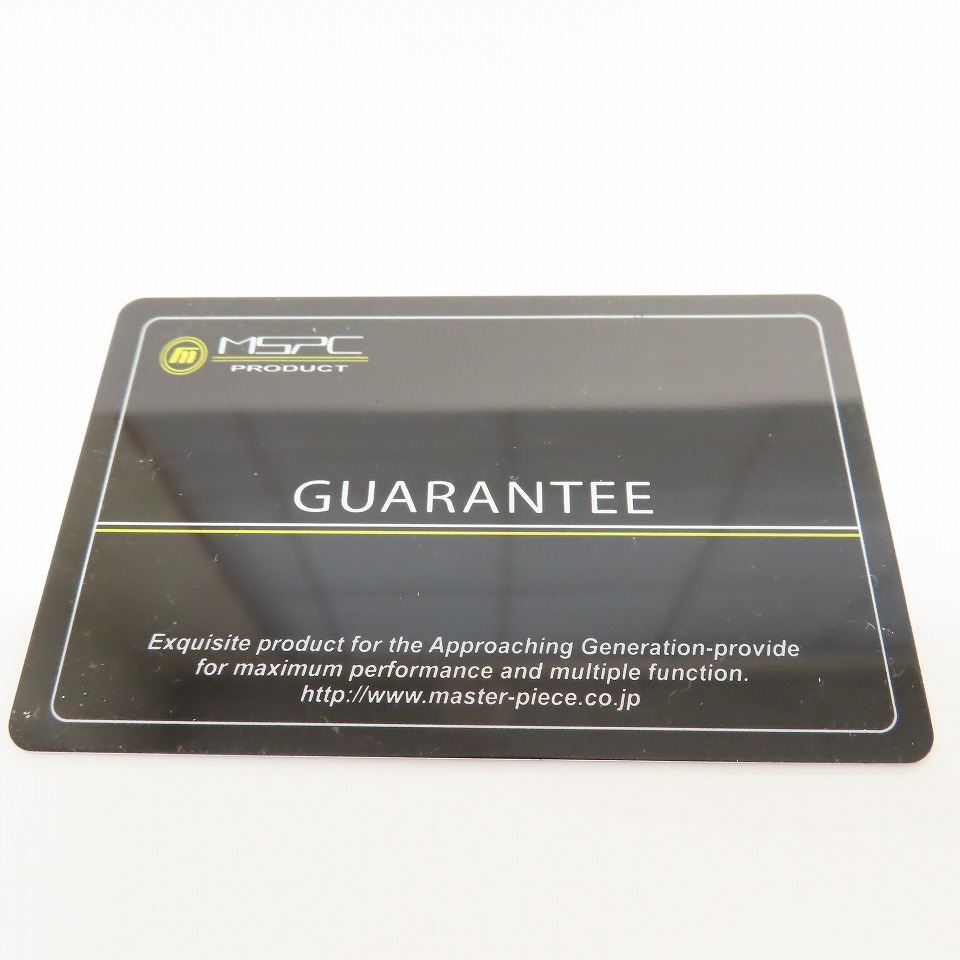 m MSPC
PRODUCT
GUARANTEE
Exquisite product for the Approaching Generation-provide
for maximum performance and multiple function.
http://www.master-piece.co.jp